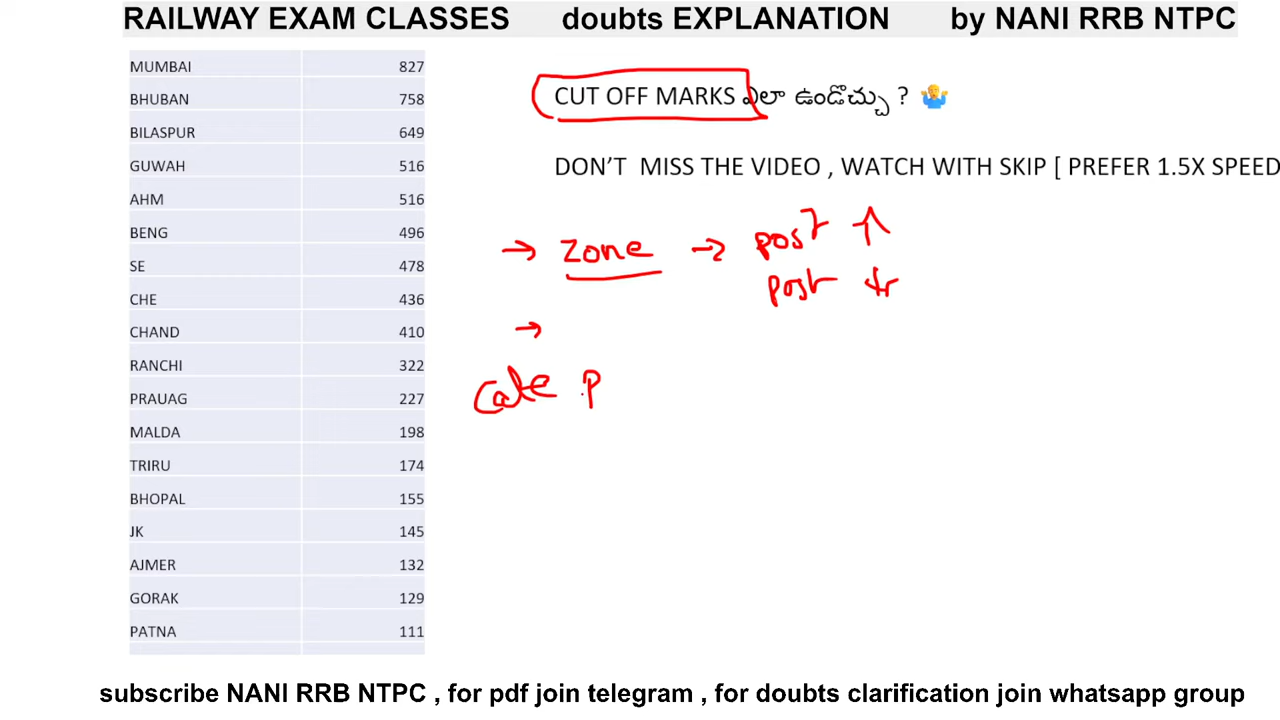 RAILWAY EXAM CLASSES doubts EXPLANATION by NANI RRB NTPC
MUMBAI 827
BHUBAN 758
BILASPUR 649
GUWAH 516
AHM 516
BENG 496
SE 478
CHE 436
CHAND 410
RANCHI 322
PRAUAG 227
MALDA 198
TRIRU 174
BHOPAL 155
JK 145
AJMER 132
GORAK 129
PATNA 111
CUT OFF MARKS ఎలా ఉండొచ్చు ? 🤷
DON’T MISS THE VIDEO , WATCH WITH SKIP [ PREFER 1.5X SPEED
→ zone → post ↑
post ↓
→
Cate P
subscribe NANI RRB NTPC , for pdf join telegram , for doubts clarification join whatsapp group